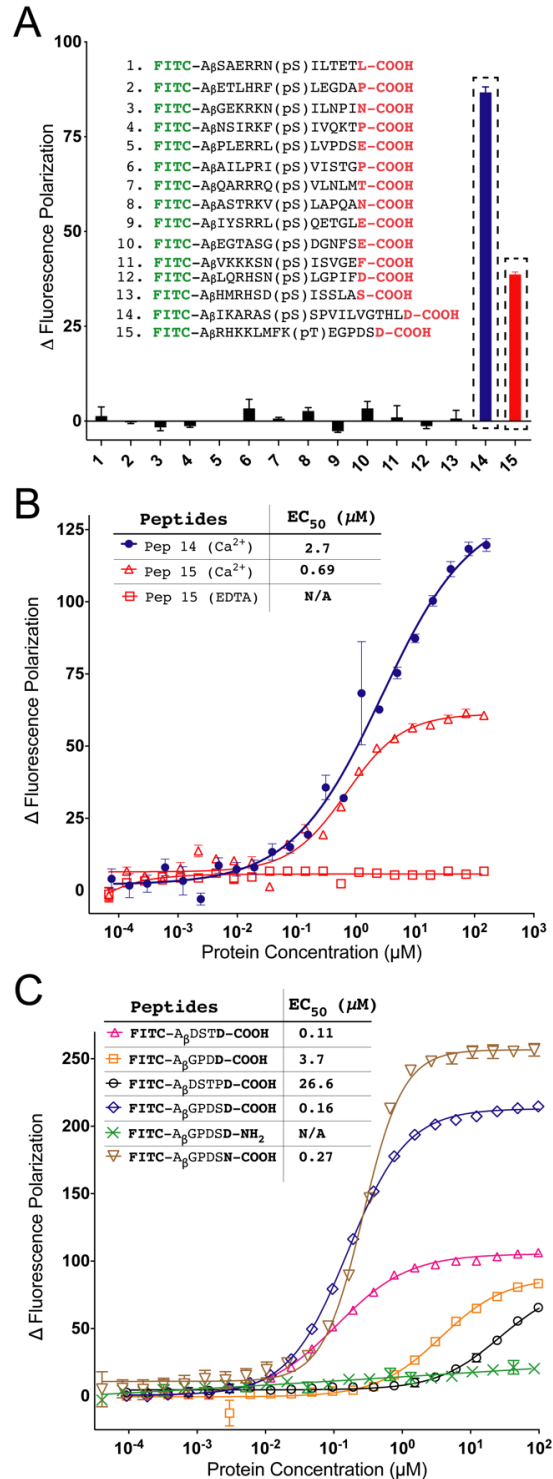 A
100
75
50
25
0
Δ Fluorescence Polarization
1. FITC-AβSAERRN(pS)ILTETL-COOH
2. FITC-AβETLHRF(pS)LEGDAP-COOH
3. FITC-AβGEKRKN(pS)ILNPIN-COOH
4. FITC-AβNSIRKF(pS)IVQKTP-COOH
5. FITC-AβPLERRL(pS)LVPDSE-COOH
6. FITC-AβAILPRI(pS)VISTGP-COOH
7. FITC-AβQARRRQ(pS)VLNLMT-COOH
8. FITC-AβASTRKV(pS)LAPQAN-COOH
9. FITC-AβIYSRRL(pS)QETGLE-COOH
10. FITC-AβEGTASG(pS)DGNFSE-COOH
11. FITC-AβVKKKSN(pS)ISVGEF-COOH
12. FITC-AβLQRHSN(pS)LGPIFD-COOH
13. FITC-AβHMRHSD(pS)ISSLAS-COOH
14. FITC-AβIKARAS(pS)SPVILVGTHLD-COOH
15. FITC-AβRHKKLMFK(pT)EGPDSD-COOH
1 2 3 4 5 6 7 8 9 10 11 12 13 14 15
B
125
100
75
50
25
0
Δ Fluorescence Polarization
Peptides EC50 (μM)
Pep 14 (Ca2+) 2.7
Pep 15 (Ca2+) 0.69
Pep 15 (EDTA) N/A
10-4 10-3 10-2 10-1 100 101 102 103
Protein Concentration (μM)
C
250
200
150
100
50
0
Δ Fluorescence Polarization
Peptides EC50 (μM)
FITC-AβDSTD-COOH 0.11
FITC-AβGPDD-COOH 3.7
FITC-AβDSTPD-COOH 26.6
FITC-AβGPDSD-COOH 0.16
FITC-AβGPDSD-NH2 N/A
FITC-AβGPDSN-COOH 0.27
10-4 10-3 10-2 10-1 100 101 102
Protein Concentration (μM)